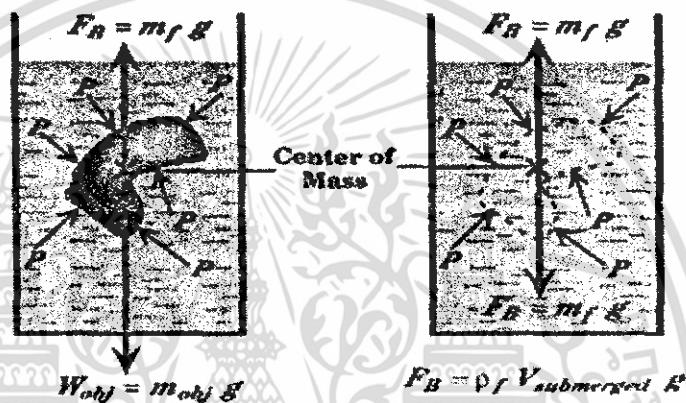 F_B = m_f g
F_B = m_f g
P
P
P
P
P
P
Center of
Mass
P
P
P
P
P
P
F_B = m_f g
W_obj = m_obj g
F_B = ρ_f V_submerged g